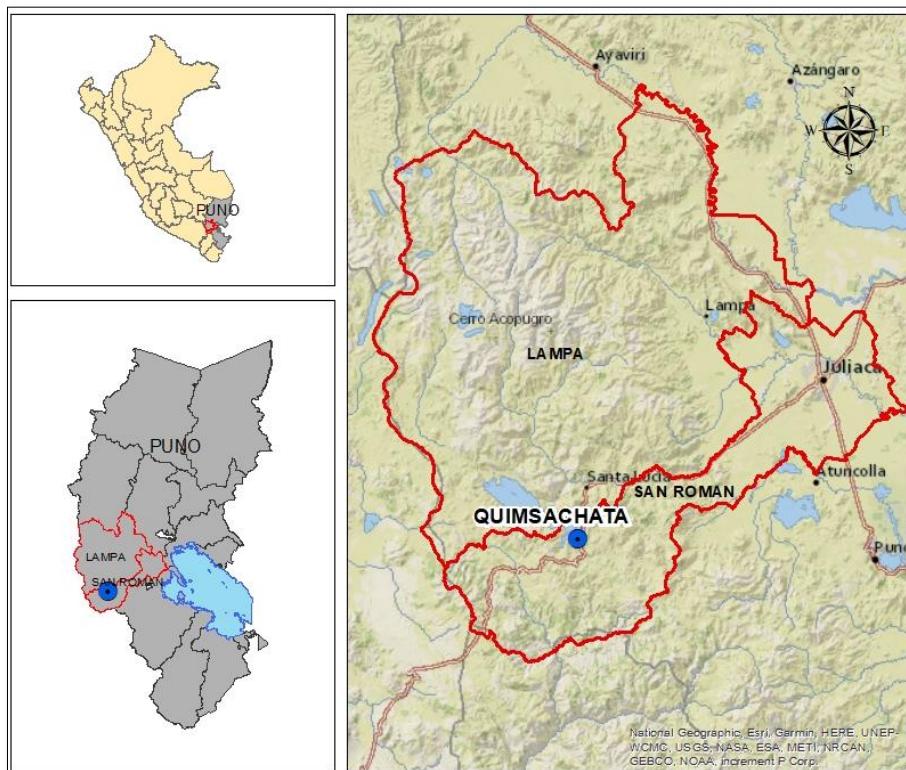 PUNO
PUNO
LAMPA
SAN ROMAN
Ayaviri
Azángaro
N
W
E
S
Lampa
Cerro Acopugro
LAMPA
Juliaca
Santa Lucía
Atuncolla
SAN ROMAN
QUIMSACHATA
Puno
National Geographic, Esri, Garmin, HERE, UNEP-
WCMC, USGS, NASA, ESA, METI, NRCAN,
GEBCO, NOAA, increment P Corp.